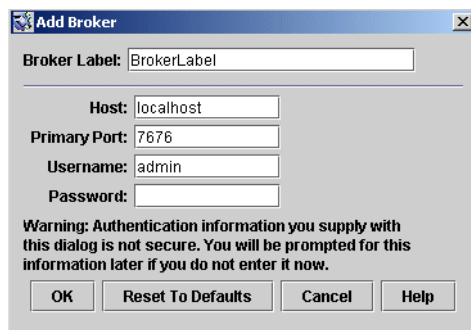 Add Broker
Broker Label: BrokerLabel
Host: localhost
Primary Port: 7676
Username: admin
Password:
Warning: Authentication information you supply with
this dialog is not secure. You will be prompted for this
information later if you do not enter it now.
OK Reset To Defaults Cancel Help